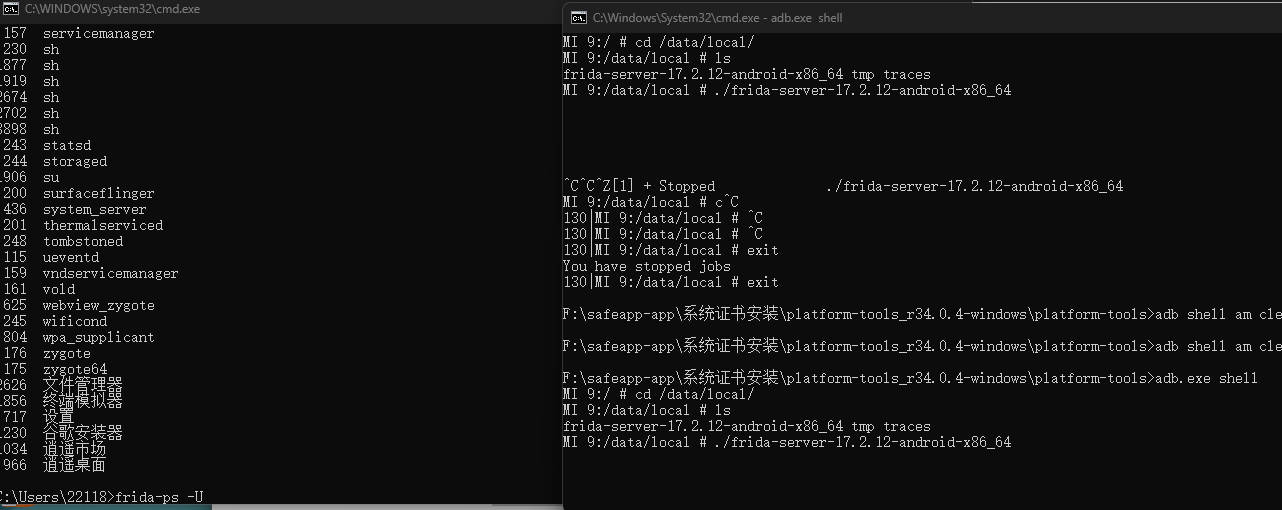 C:\WINDOWS\system32\cmd.exe
157 servicemanager
230 sh
1877 sh
1919 sh
2674 sh
2702 sh
3898 sh
243 statsd
244 storaged
1906 su
200 surfaceflinger
436 system_server
201 thermalserviced
248 tombstoned
115 ueventd
159 vndservicemanager
161 vold
625 webview_zygote
245 wificond
804 wpa_supplicant
176 zygote
175 zygote64
2626 文件管理器
1856 终端模拟器
717 设置
1230 谷歌安装器
1034 逍遥市场
966 逍遥桌面
C:\Users\22118>frida-ps -U
C:\Windows\System32\cmd.exe - adb.exe shell
MI 9:/ # cd /data/local/
MI 9:/data/local # ls
frida-server-17.2.12-android-x86_64 tmp traces
MI 9:/data/local # ./frida-server-17.2.12-android-x86_64
^C^C^Z[1] + Stopped ./frida-server-17.2.12-android-x86_64
MI 9:/data/local # c^C
130|MI 9:/data/local # ^C
130|MI 9:/data/local # ^C
130|MI 9:/data/local # exit
You have stopped jobs
130|MI 9:/data/local # exit
F:\safeapp-app\系统证书安装\platform-tools_r34.0.4-windows\platform-tools>adb shell am cle
F:\safeapp-app\系统证书安装\platform-tools_r34.0.4-windows\platform-tools>adb shell am cle
F:\safeapp-app\系统证书安装\platform-tools_r34.0.4-windows\platform-tools>adb.exe shell
MI 9:/ # cd /data/local/
MI 9:/data/local # ls
frida-server-17.2.12-android-x86_64 tmp traces
MI 9:/data/local # ./frida-server-17.2.12-android-x86_64